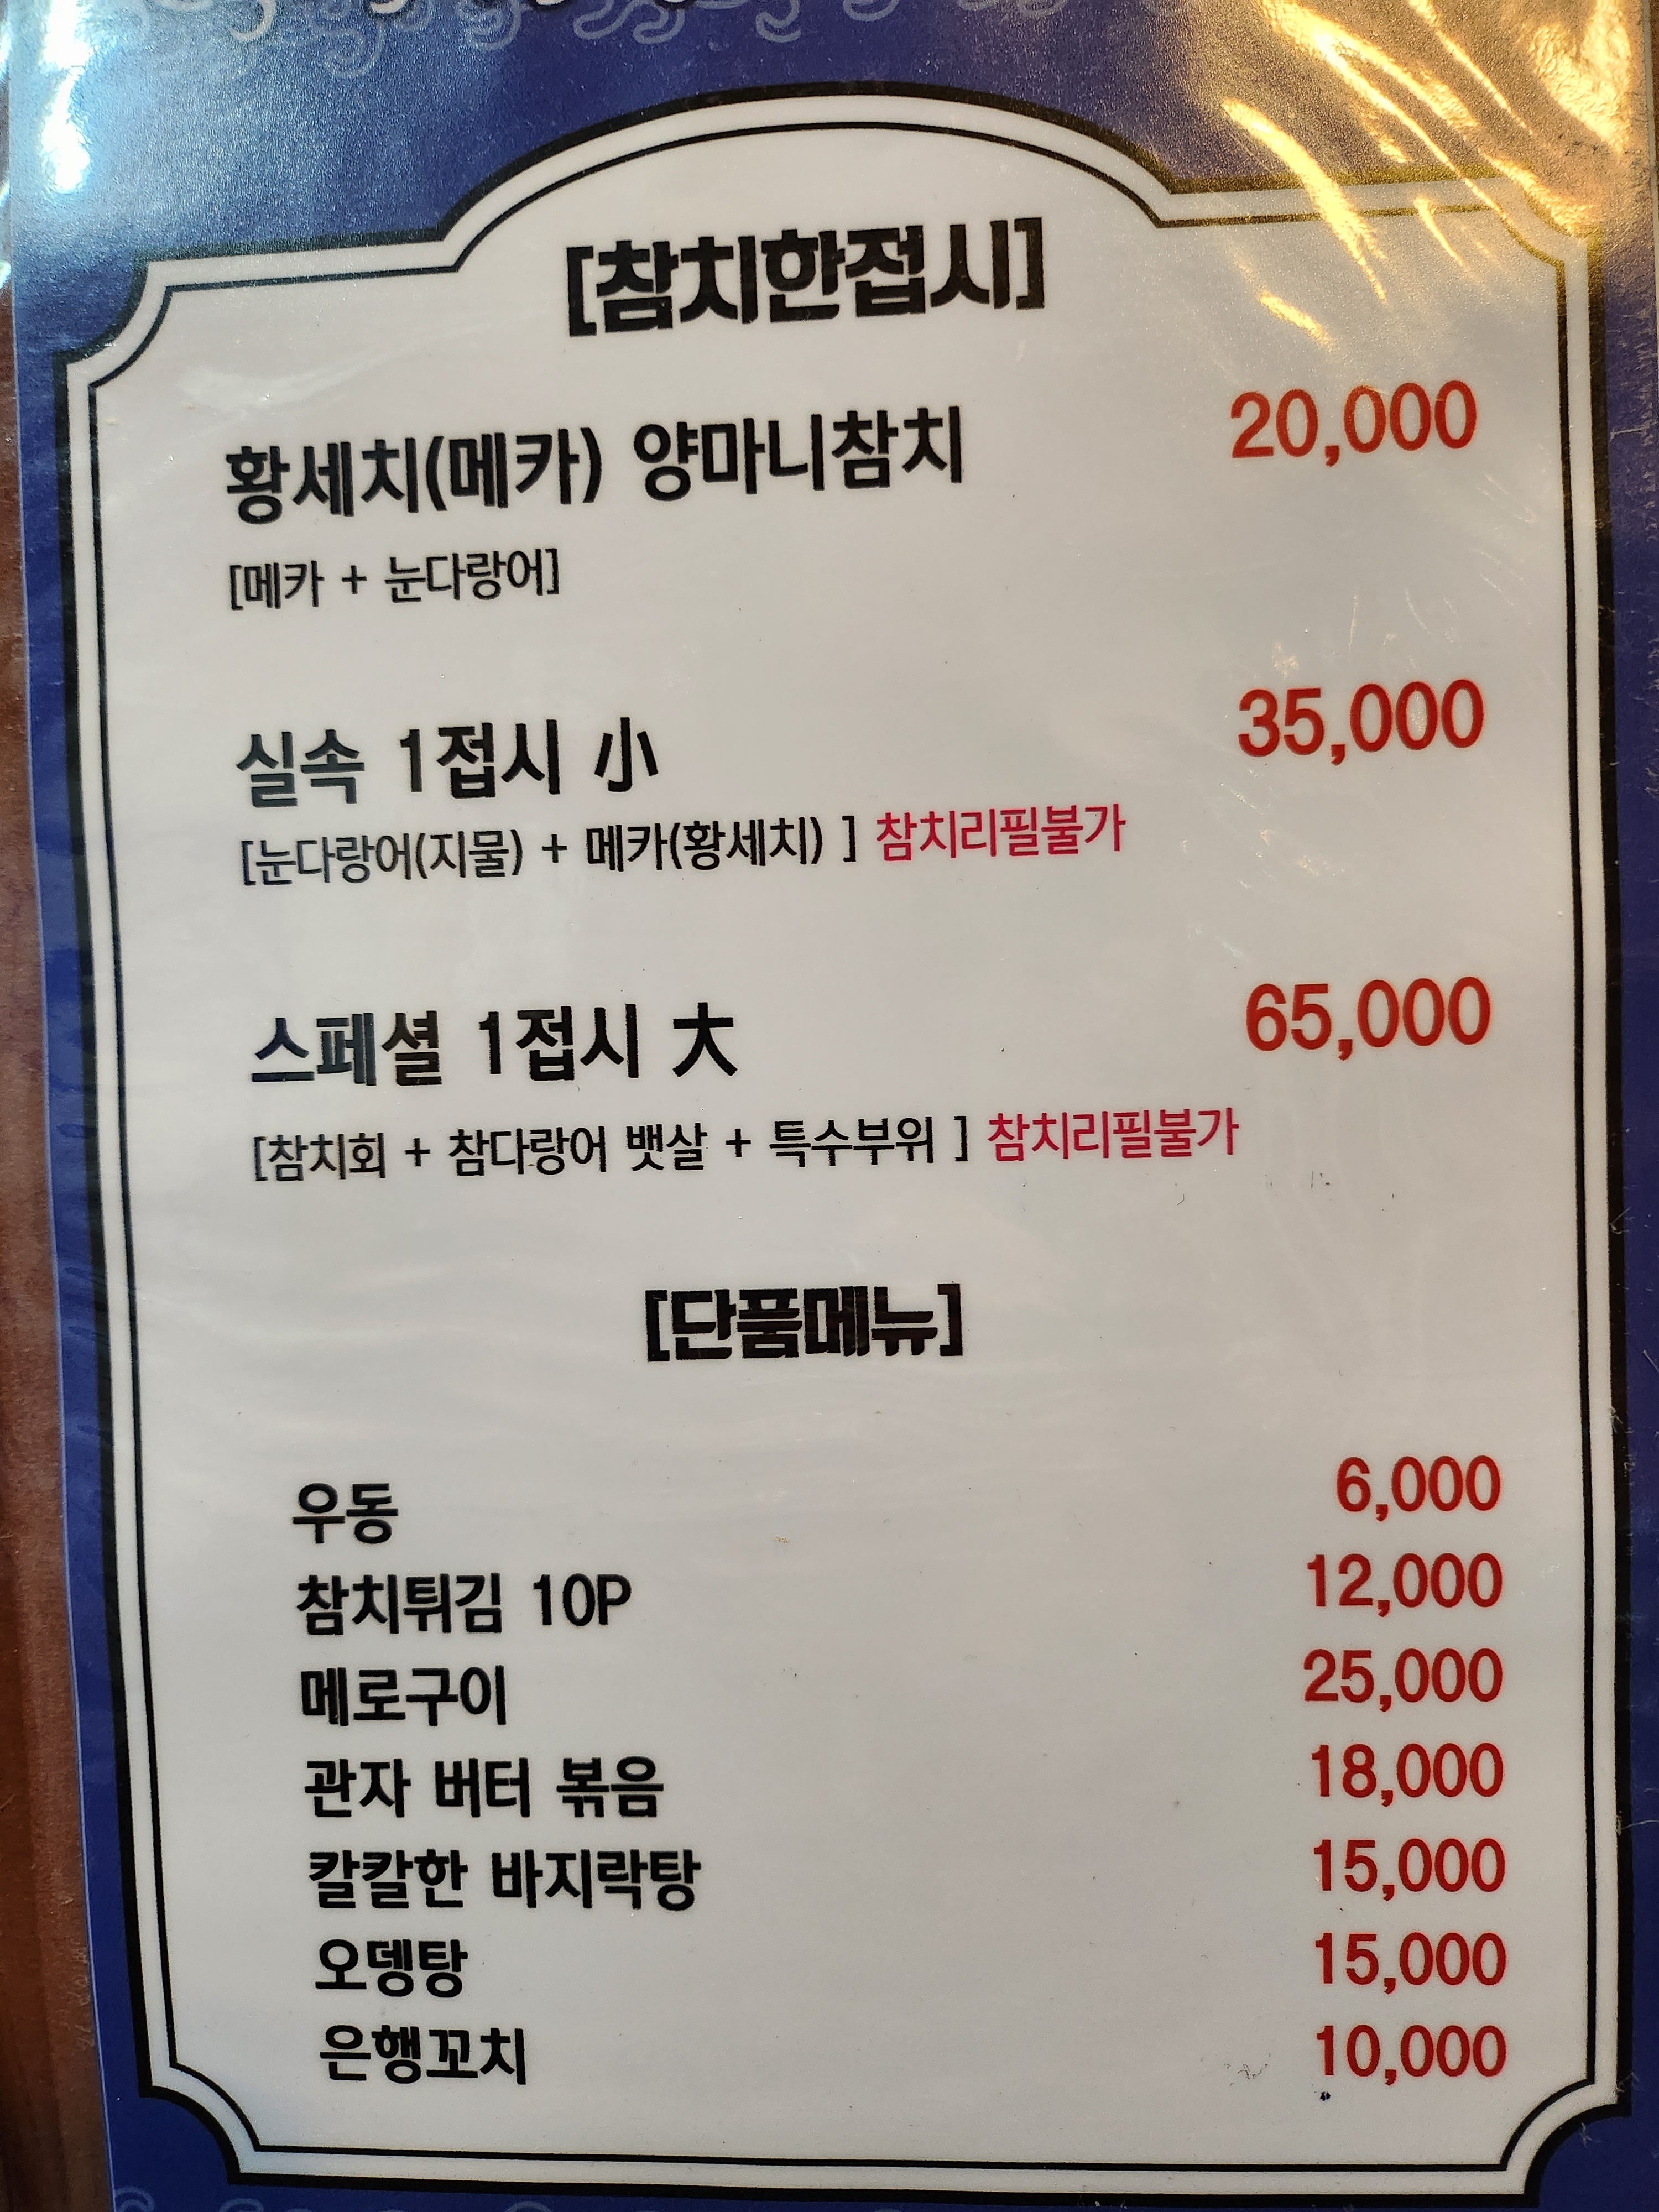 [참치한접시]
황세치(메카) 양마니참치 20,000
[메카 + 눈다랑어]
실속 1접시 小 35,000
[눈다랑어(지물) + 메카(황세치) ] 참치리필불가
스페셜 1접시 大 65,000
[참치회 + 참다랑어 뱃살 + 특수부위 ] 참치리필불가
[단품메뉴]
우동 6,000
참치튀김 10P 12,000
메로구이 25,000
관자 버터 볶음 18,000
칼칼한 바지락탕 15,000
오뎅탕 15,000
은행꼬치 10,000